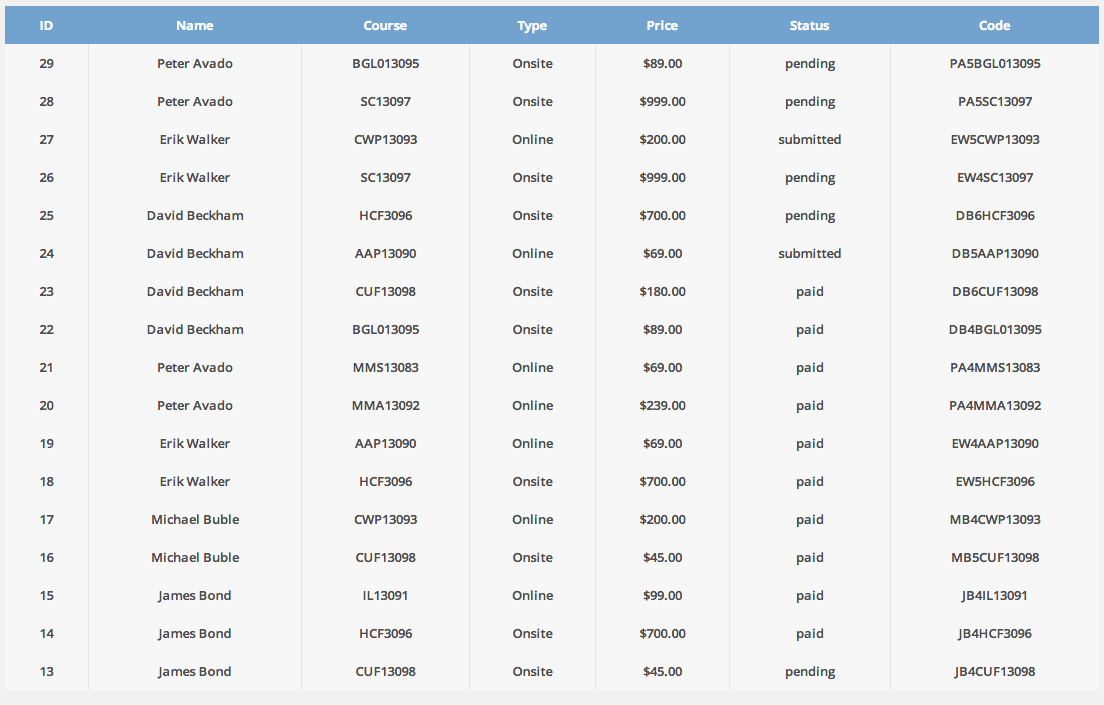 ID Name Course Type Price Status Code
29 Peter Avado BGL013095 Onsite $89.00 pending PA5BGL013095
28 Peter Avado SC13097 Onsite $999.00 pending PA5SC13097
27 Erik Walker CWP13093 Online $200.00 submitted EW5CWP13093
26 Erik Walker SC13097 Onsite $999.00 pending EW4SC13097
25 David Beckham HCF3096 Onsite $700.00 pending DB6HCF3096
24 David Beckham AAP13090 Online $69.00 submitted DB5AAP13090
23 David Beckham CUF13098 Onsite $180.00 paid DB6CUF13098
22 David Beckham BGL013095 Onsite $89.00 paid DB4BGL013095
21 Peter Avado MMS13083 Online $69.00 paid PA4MMS13083
20 Peter Avado MMA13092 Online $239.00 paid PA4MMA13092
19 Erik Walker AAP13090 Online $69.00 paid EW4AAP13090
18 Erik Walker HCF3096 Onsite $700.00 paid EW5HCF3096
17 Michael Buble CWP13093 Online $200.00 paid MB4CWP13093
16 Michael Buble CUF13098 Onsite $45.00 paid MB5CUF13098
15 James Bond IL13091 Online $99.00 paid JB4IL13091
14 James Bond HCF3096 Onsite $700.00 paid JB4HCF3096
13 James Bond CUF13098 Onsite $45.00 pending JB4CUF13098